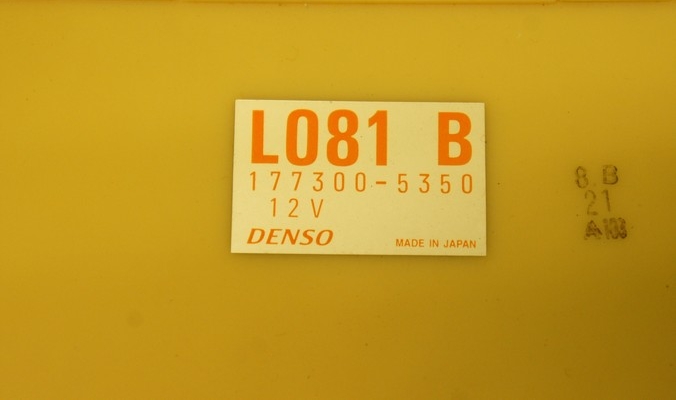 L081 B
177300-5350
12V
DENSO
MADE IN JAPAN
8 B
21